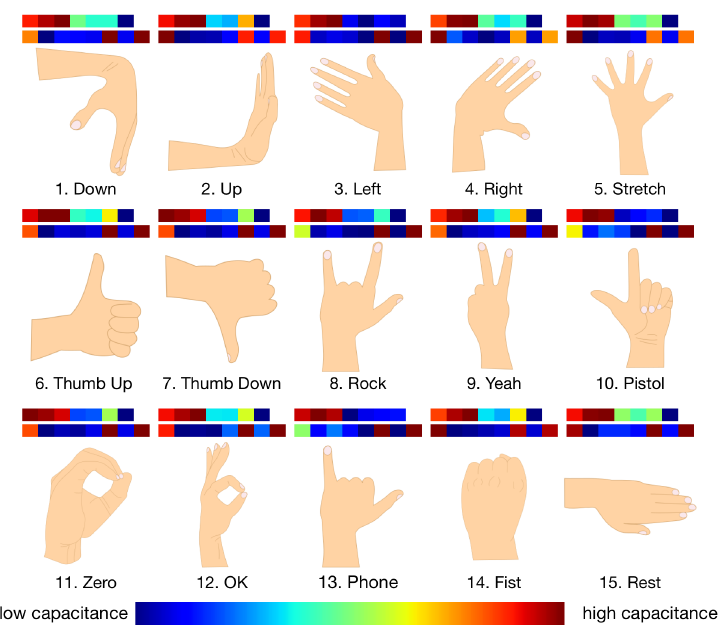 1. Down
2. Up
3. Left
4. Right
5. Stretch
6. Thumb Up
7. Thumb Down
8. Rock
9. Yeah
10. Pistol
11. Zero
12. OK
13. Phone
14. Fist
15. Rest
low capacitance
high capacitance